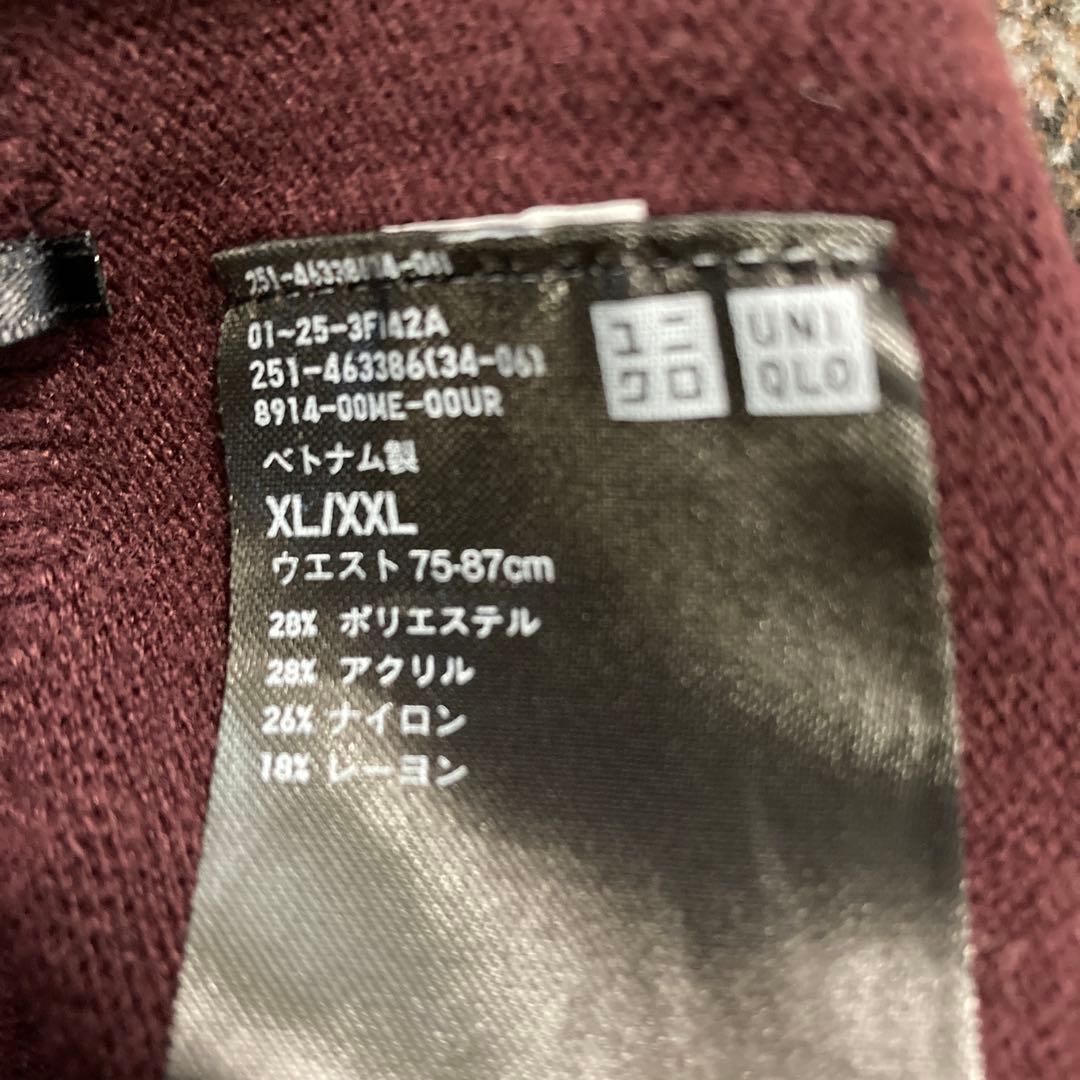 01-25-3F142A
251-463386(34-06)
8914-00ME-00UR
ユニ
クロ
UNI
QLO
ベトナム製
XL/XXL
ウエスト 75-87cm
28% ポリエステル
28% アクリル
26% ナイロン
18% レーヨン